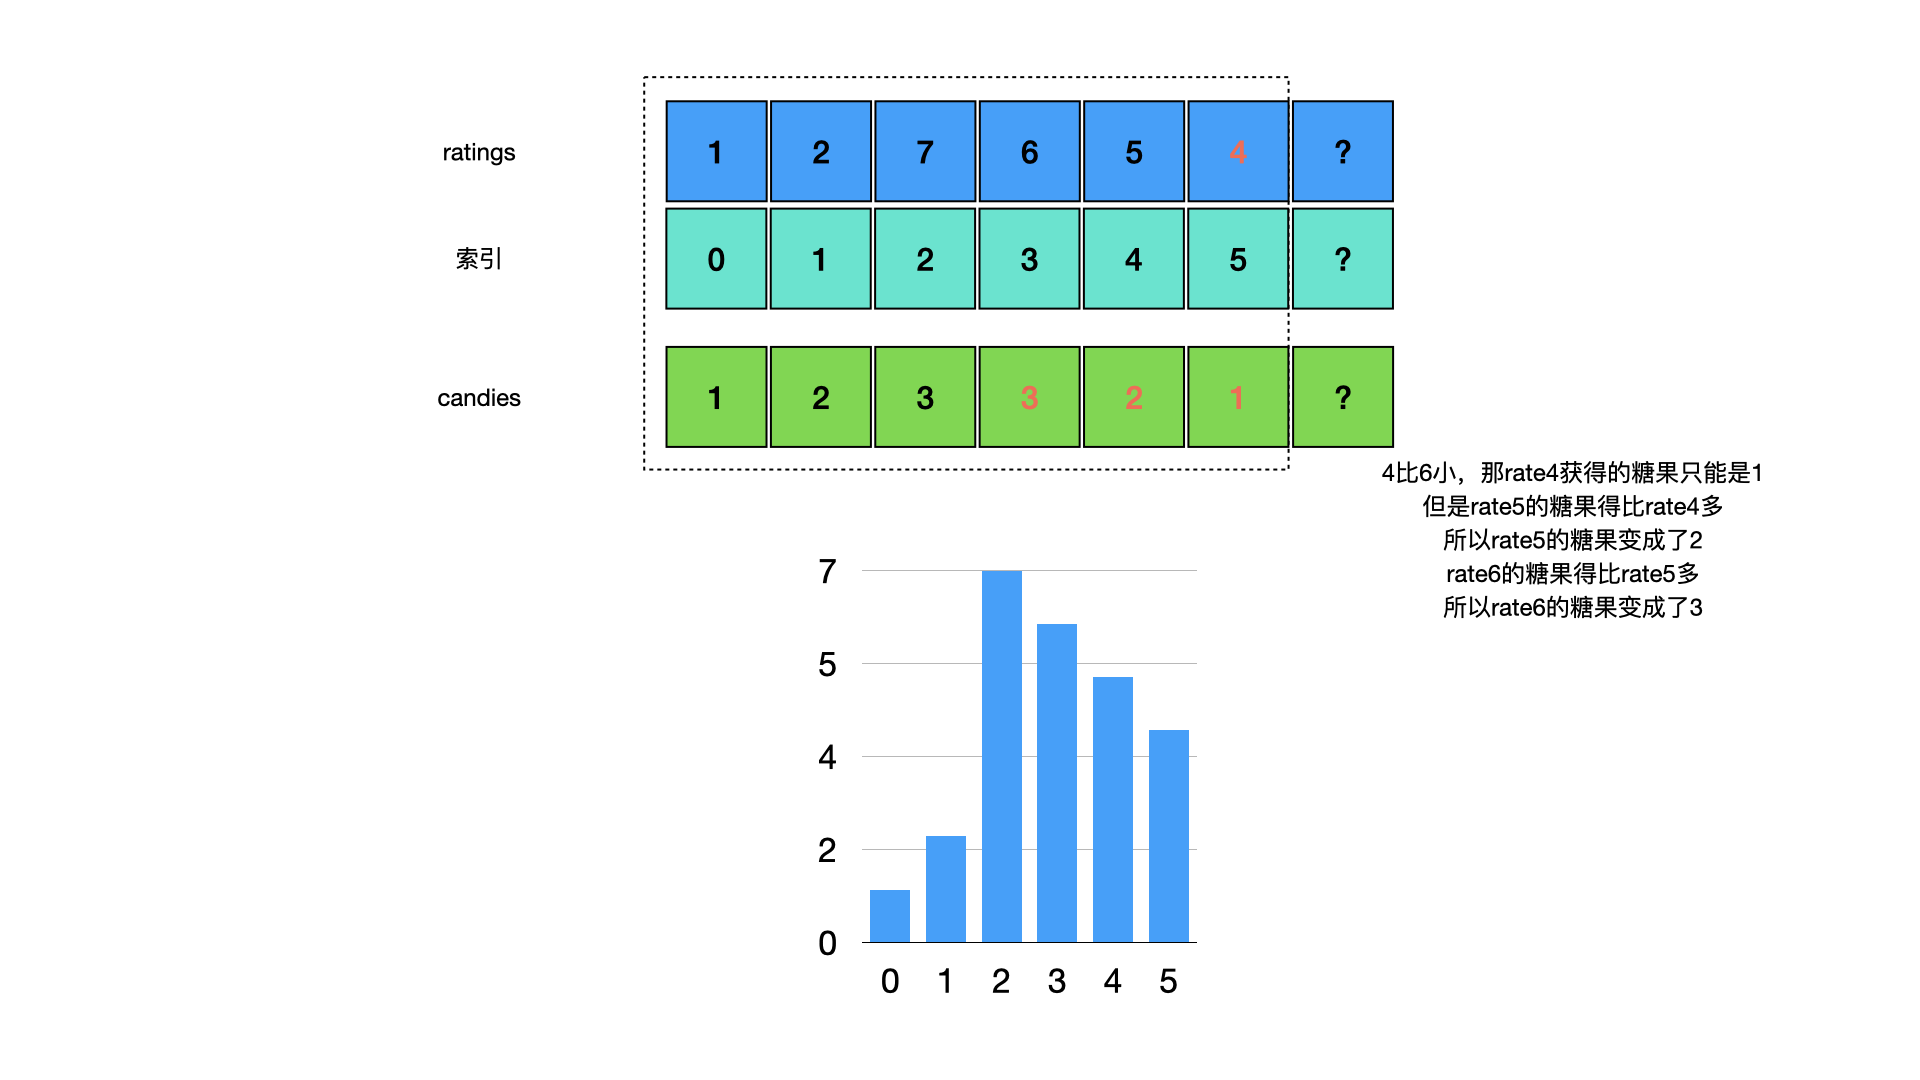 ratings
1 2 7 6 5 4 ?
索引
0 1 2 3 4 5 ?
candies
1 2 3 3 2 1 ?
4比6小，那rate4获得的糖果只能是1
但是rate5的糖果得比rate4多
所以rate5的糖果变成了2
rate6的糖果得比rate5多
所以rate6的糖果变成了3
7
5
4
2
0
0 1 2 3 4 5